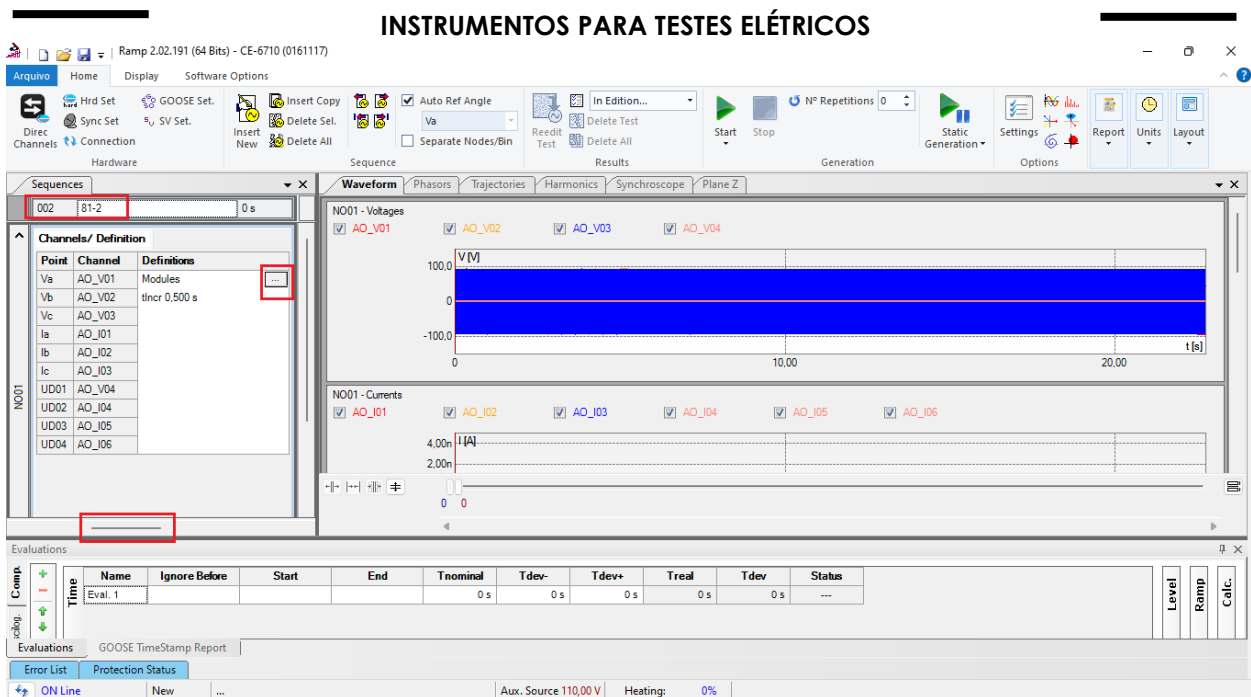 INSTRUMENTOS PARA TESTES ELÉTRICOS
Ramp 2.02.191 (64 Bits) - CE-6710 (0161117)
Arquivo Home Display Software Options
Direc Channels
Hrd Set
Sync Set
Connection
GOOSE Set.
SV Set.
Hardware
Insert New
Insert Copy
Delete Sel.
Delete All
Auto Ref Angle
Va
Separate Nodes/Bin
Sequence
Reedit Test
In Edition...
Delete Test
Delete All
Results
Start
Stop
Nº Repetitions 0
Static Generation
Generation
Settings
Options
Report
Units
Layout
Sequences
002 81-2 0 s
Channels/ Definition
Point Channel Definitions
Va AO_V01 Modules ...
Vb AO_V02 tIncr 0,500 s
Vc AO_V03
Ia AO_I01
Ib AO_I02
Ic AO_I03
UD01 AO_V04
UD02 AO_I04
UD03 AO_I05
UD04 AO_I06
NO01
Waveform Phasors Trajectories Harmonics Synchroscope Plane Z
NO01 - Voltages
AO_V01 AO_V02 AO_V03 AO_V04
V [V]
100,0
0
-100,0
t [s]
0 10,00 20,00
NO01 - Currents
AO_I01 AO_I02 AO_I03 AO_I04 AO_I05 AO_I06
I [A]
4,00n
2,00n
0 0
Evaluations
Comp.
Time
Name Ignore Before Start End Tnominal Tdev- Tdev+ Treal Tdev Status
Eval. 1 0 s 0 s 0 s 0 s 0 s ---
Level
Ramp
Calc.
Evaluations GOOSE TimeStamp Report
Error List Protection Status
ON Line New ... Aux. Source 110,00 V Heating: 0%